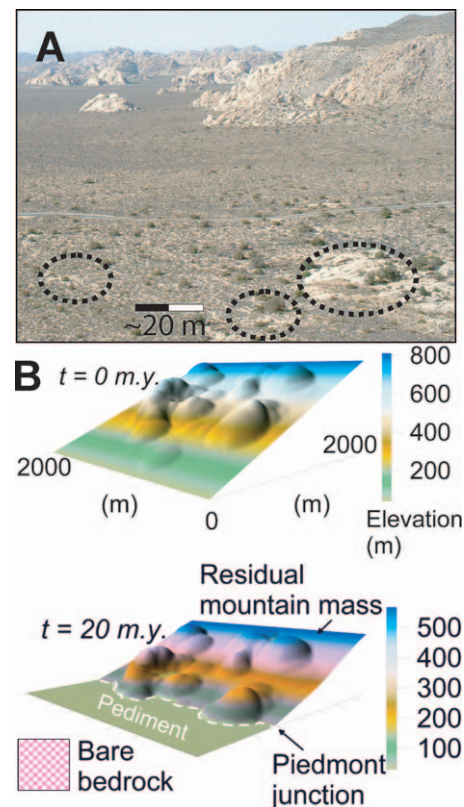 A
~20 m
B
t = 0 m.y.
800
600
400
200
2000
2000
(m)
(m)
0
Elevation
(m)
Residual
mountain mass
t = 20 m.y.
500
400
300
200
100
Pediment
Bare
bedrock
Piedmont
junction